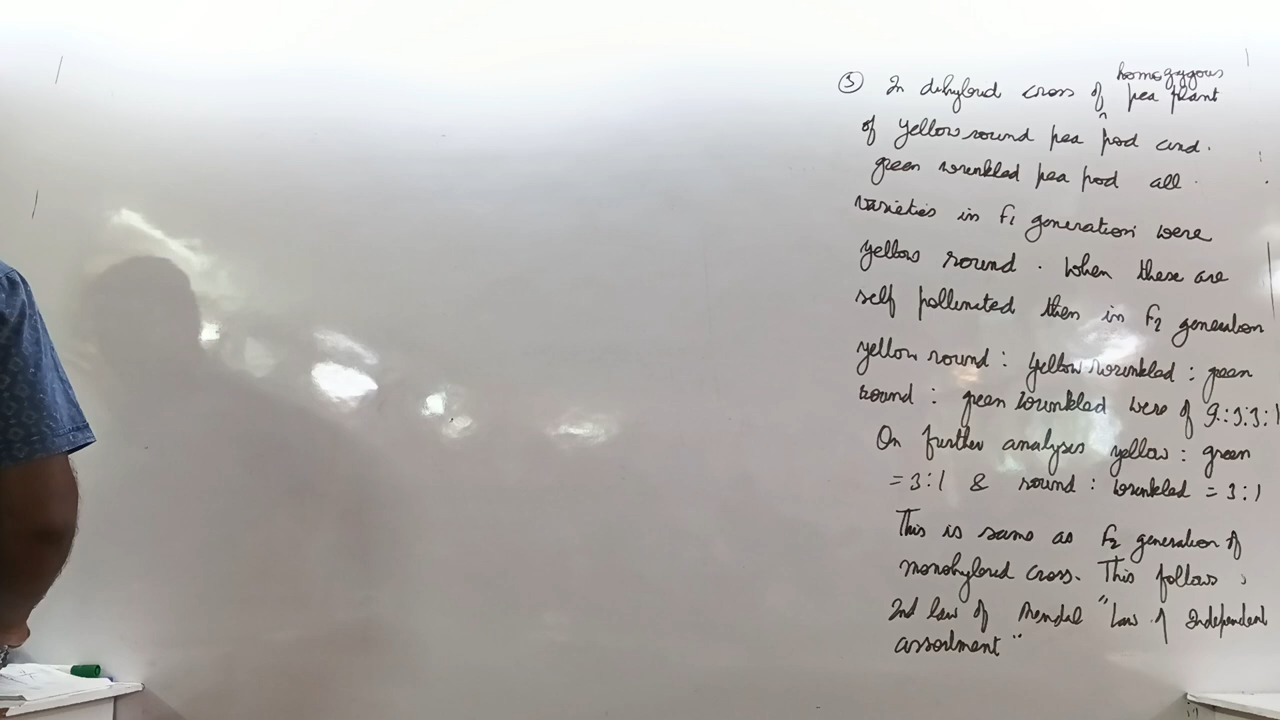 homozygous
③ In dihybrid cross of ^ pea plant
of yellow round pea pod and.
green wrinkled pea pod all.
varieties in F1 generation were
yellow round. When these are
self pollinated then in F2 generation
yellow round : yellow wrinkled : green
round : green wrinkled were of 9:3:3:1
On further analyses yellow : green
= 3:1 & round : wrinkled = 3:1
This is same as F2 generation of
monohybrid cross. This follows
2nd law of Mendal "Law of Independent
assortment"